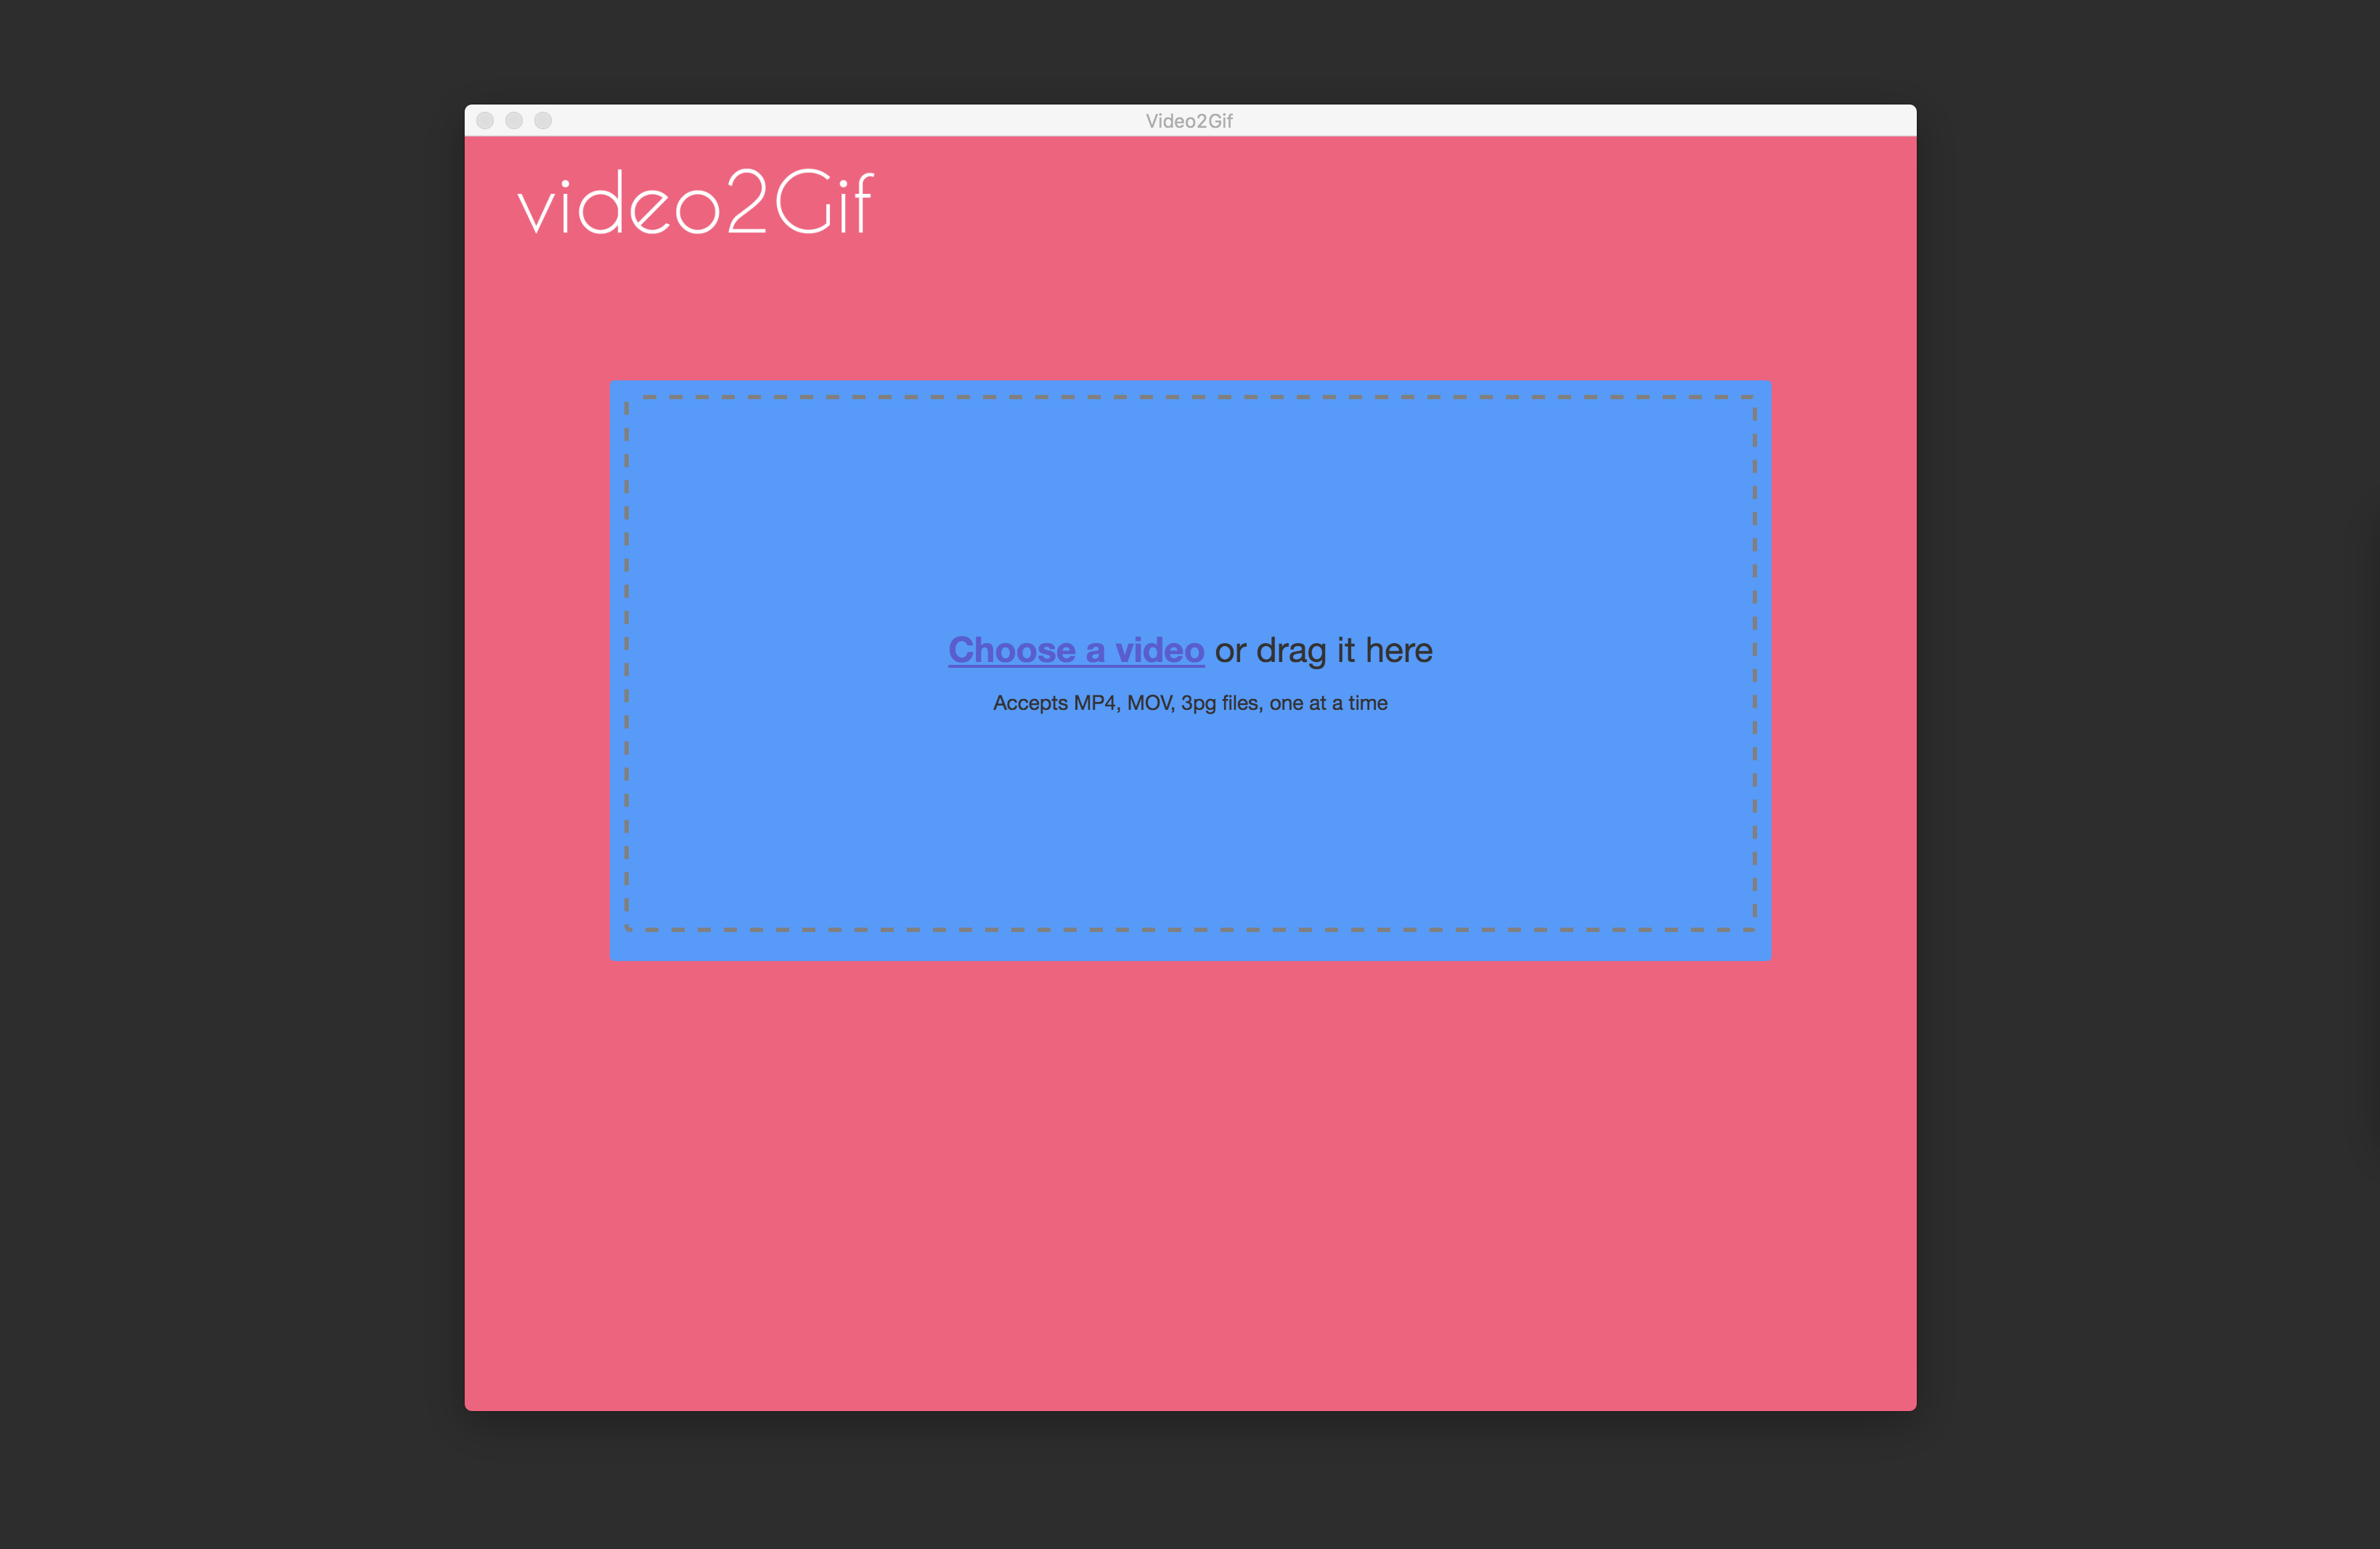 Video2Gif
video2Gif
Choose a video or drag it here
Accepts MP4, MOV, 3pg files, one at a time